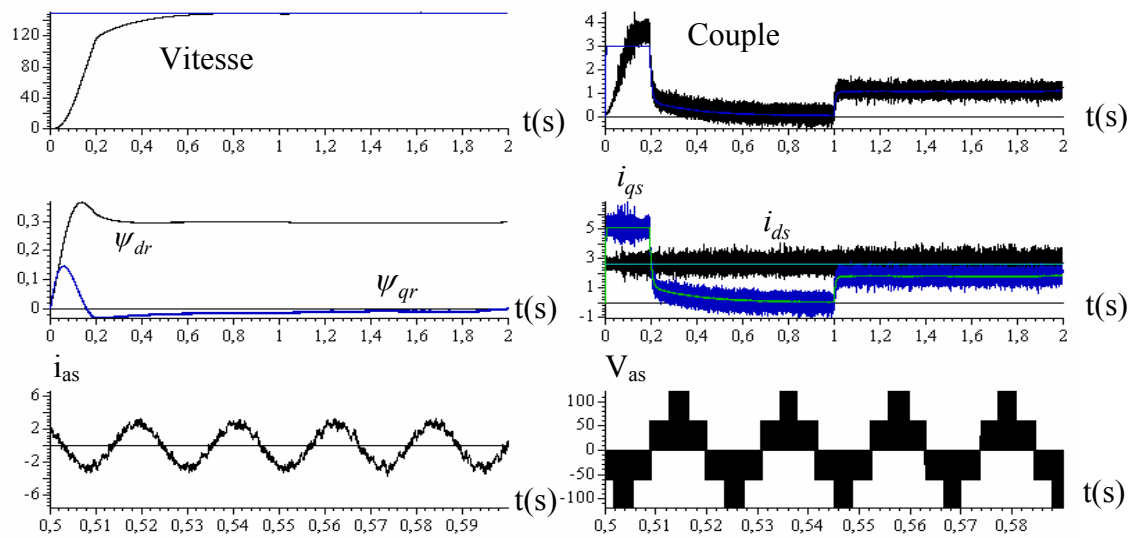 Vitesse
120
80
40
0
t(s)
0 0,2 0,4 0,6 0,8 1 1,2 1,4 1,6 1,8 2
Couple
4
3
2
1
0
t(s)
0 0,2 0,4 0,6 0,8 1 1,2 1,4 1,6 1,8 2
0,3
0,2
0,1
0
ψdr
ψqr
t(s)
0 0,2 0,4 0,6 0,8 1 1,2 1,4 1,6 1,8 2
iqs
ids
5
3
1
-1
t(s)
0 0,2 0,4 0,6 0,8 1 1,2 1,4 1,6 1,8 2
ias
6
2
-2
-6
t(s)
0,5 0,51 0,52 0,53 0,54 0,55 0,56 0,57 0,58 0,59
Vas
100
50
0
-50
-100
t(s)
0,5 0,51 0,52 0,53 0,54 0,55 0,56 0,57 0,58